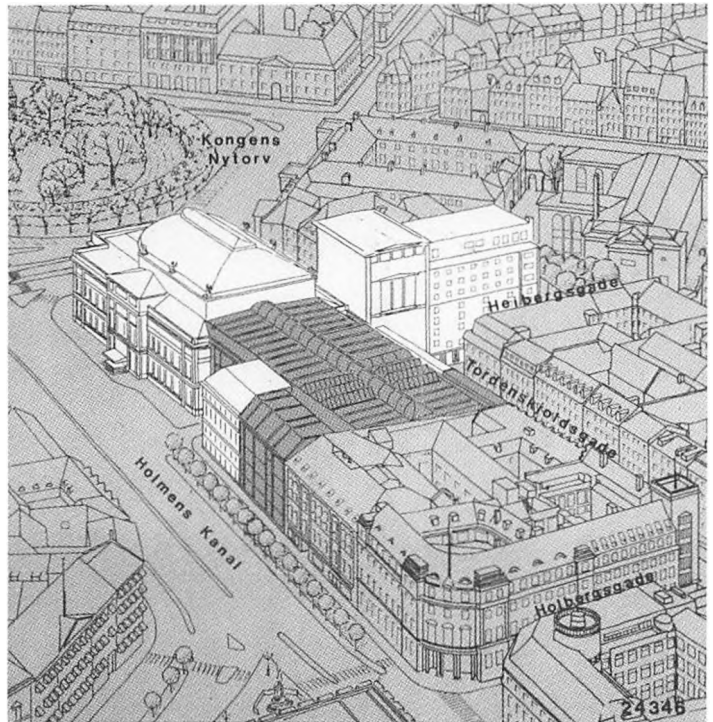 Kongens
Nytorv
Heibergsgade
Tordenskjoldsgade
Holmens Kanal
Holbergsgade
24346